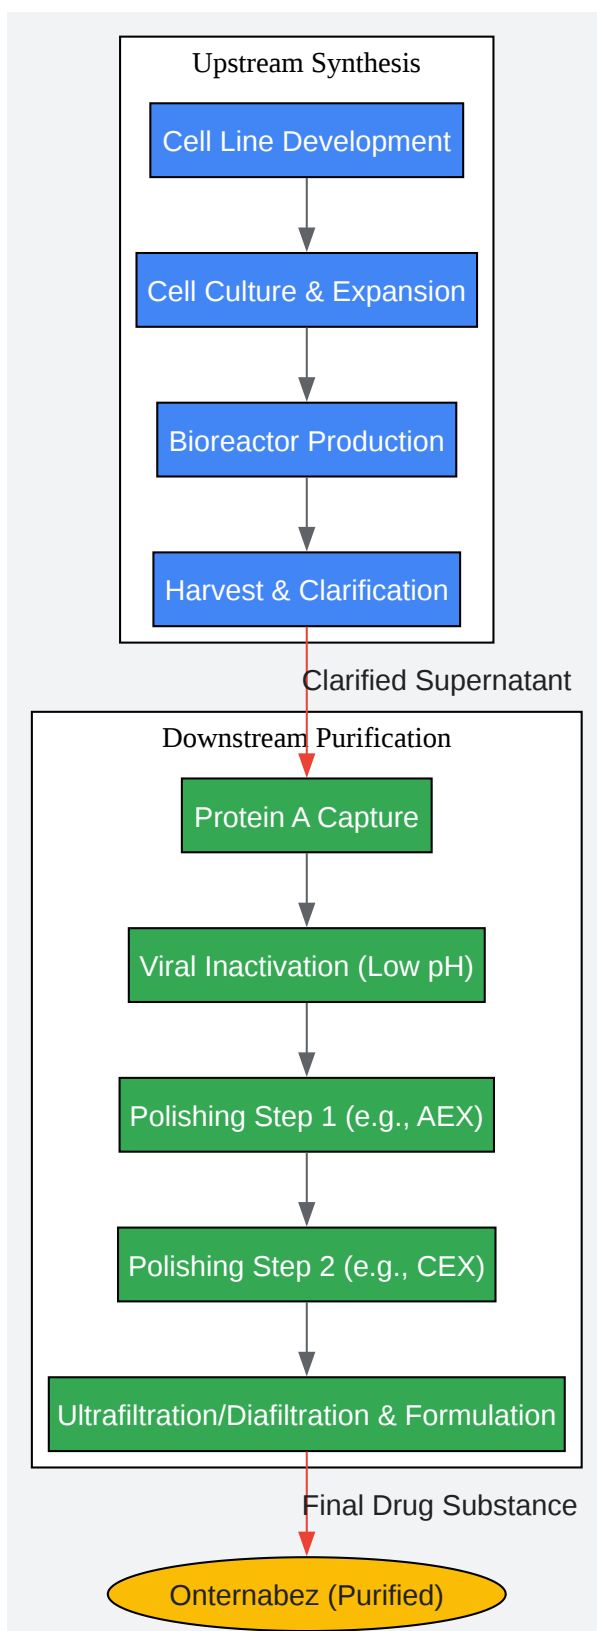 Upstream Synthesis
Cell Line Development
Cell Culture & Expansion
Bioreactor Production
Harvest & Clarification
Clarified Supernatant
Downstream Purification
Protein A Capture
Viral Inactivation (Low pH)
Polishing Step 1 (e.g., AEX)
Polishing Step 2 (e.g., CEX)
Ultrafiltration/Diafiltration & Formulation
Final Drug Substance
Onternabez (Purified)